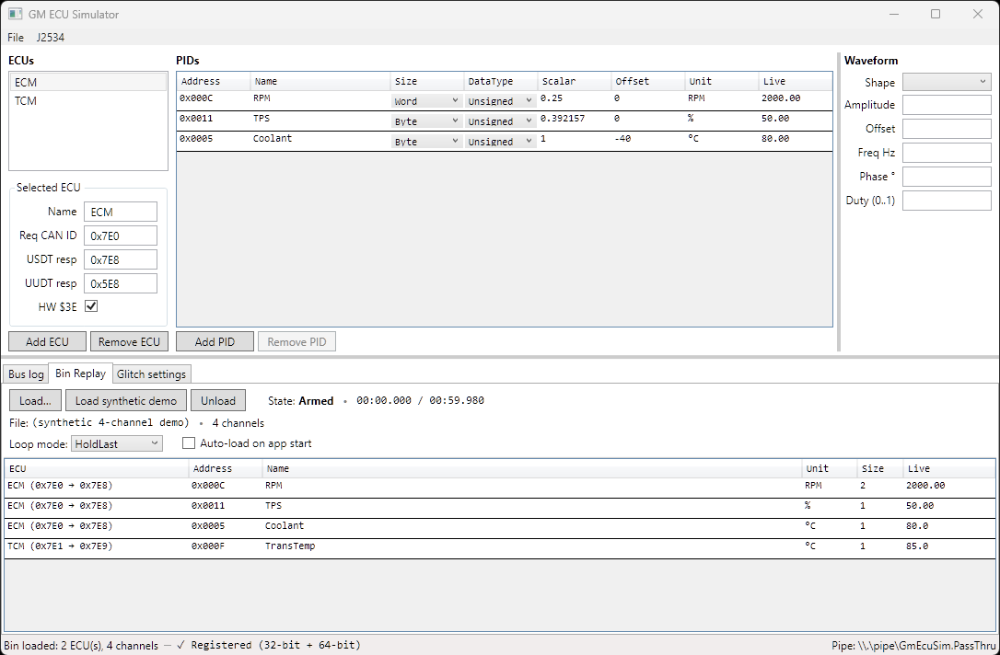 GM ECU Simulator
File J2534
ECUs
ECM
TCM
Selected ECU
Name ECM
Req CAN ID 0x7E0
USDT resp 0x7E8
UUDT resp 0x5E8
HW $3E
Add ECU Remove ECU
PIDs
Address Name Size DataType Scalar Offset Unit Live
0x000C RPM Word Unsigned 0.25 0 RPM 2000.00
0x0011 TPS Byte Unsigned 0.392157 0 % 50.00
0x0005 Coolant Byte Unsigned 1 -40 °C 80.00
Add PID Remove PID
Waveform
Shape
Amplitude
Offset
Freq Hz
Phase °
Duty (0..1)
Bus log Bin Replay Glitch settings
Load... Load synthetic demo Unload State: Armed • 00:00.000 / 00:59.980
File: (synthetic 4-channel demo) • 4 channels
Loop mode: HoldLast Auto-load on app start
ECU Address Name Unit Size Live
ECM (0x7E0 → 0x7E8) 0x000C RPM RPM 2 2000.00
ECM (0x7E0 → 0x7E8) 0x0011 TPS % 1 50.00
ECM (0x7E0 → 0x7E8) 0x0005 Coolant °C 1 80.0
TCM (0x7E1 → 0x7E9) 0x000F TransTemp °C 1 85.0
Bin loaded: 2 ECU(s), 4 channels — ✓ Registered (32-bit + 64-bit) Pipe: \\.\pipe\GmEcuSim.PassThru